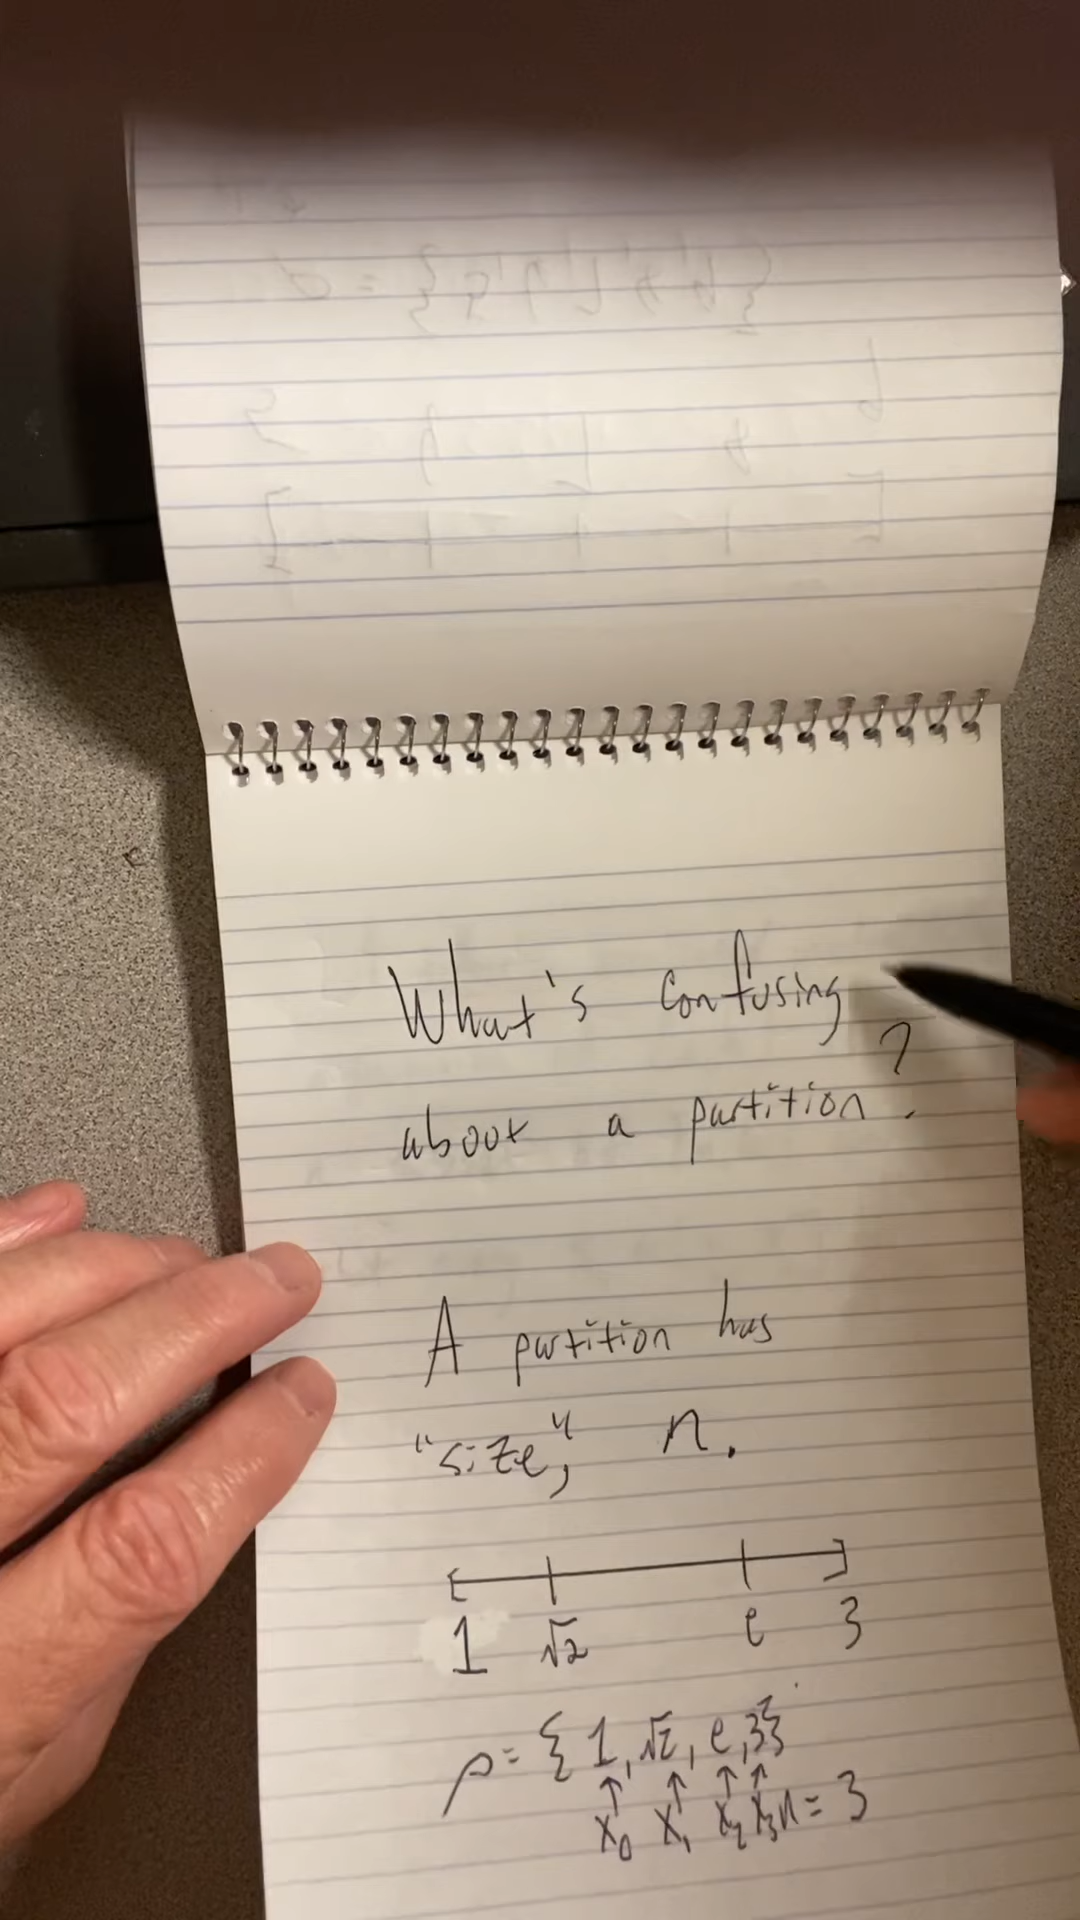 What's confusing
about a partition?
A partition has
"size," n.
1 √2 e 3
P = { 1, √2, e, 3}
x₀ x₁ x₂ x₃ n = 3